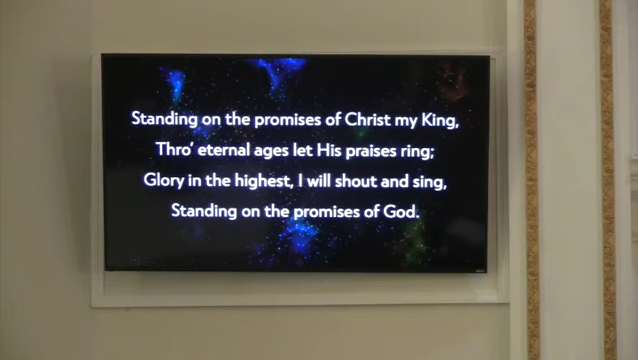 Standing on the promises of Christ my King,
Thro' eternal ages let His praises ring;
Glory in the highest, I will shout and sing,
Standing on the promises of God.